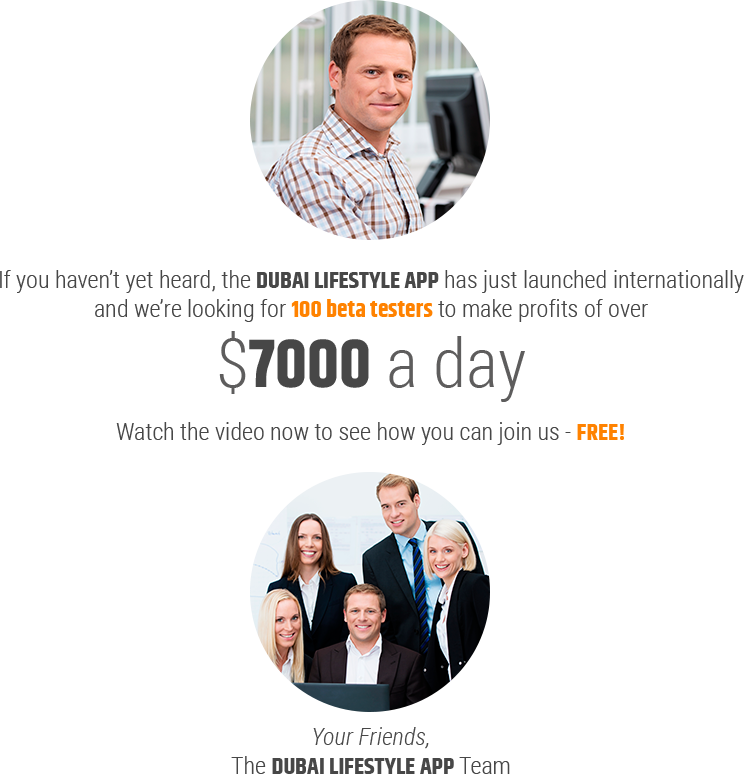 If you haven’t yet heard, the DUBAI LIFESTYLE APP has just launched internationally
and we’re looking for 100 beta testers to make profits of over
$7000 a day
Watch the video now to see how you can join us - FREE!
Your Friends,
The DUBAI LIFESTYLE APP Team